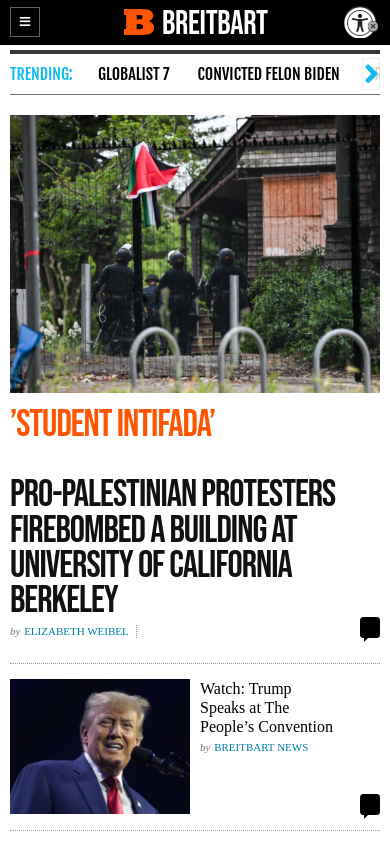 BREITBART
TRENDING:
GLOBALIST 7
CONVICTED FELON BIDEN
’STUDENT INTIFADA’
PRO-PALESTINIAN PROTESTERS
FIREBOMBED A BUILDING AT
UNIVERSITY OF CALIFORNIA
BERKELEY
by ELIZABETH WEIBEL
Watch: Trump
Speaks at The
People’s Convention
by BREITBART NEWS